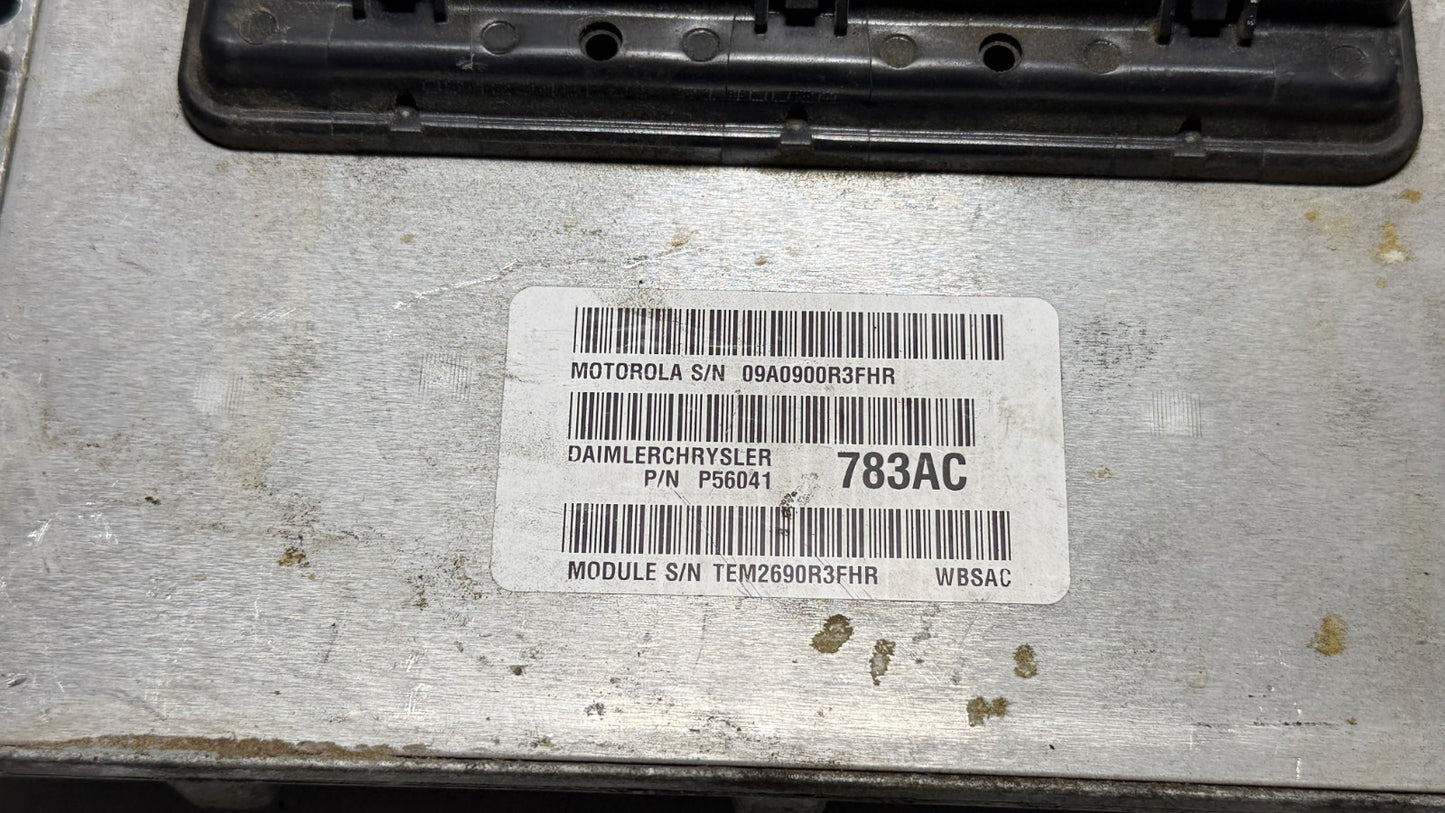 MOTOROLA S/N 09A0900R3FHR
DAIMLERCHRYSLER
P/N P56041 783AC
MODULE S/N TEM2690R3FHR WBSAC